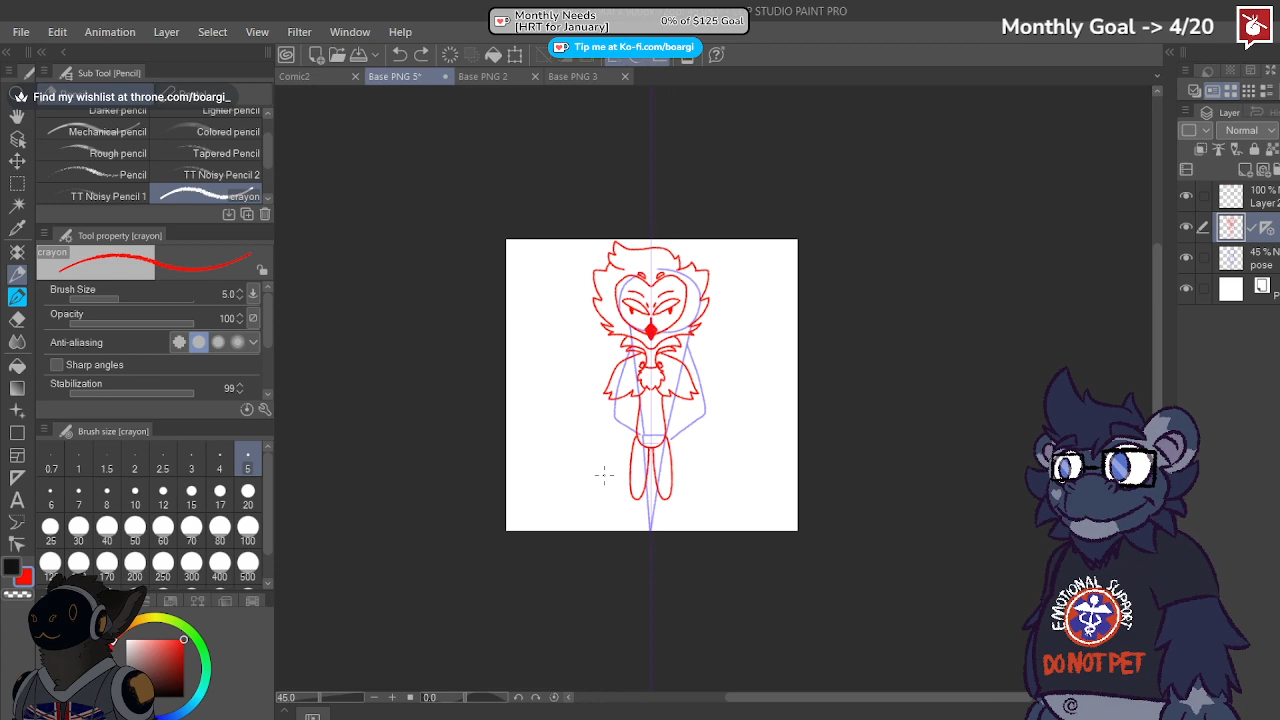 Monthly Needs
[HRT for January]
0% of $125 Goal
Tip me at Ko-fi.com/boargi
STUDIO PAINT PRO
Monthly Goal -> 4/20
File Edit Animation Layer Select View Filter Window Help
Sub Tool [Pencil]
Comic2
Base PNG 5*
Base PNG 2
Base PNG 3
Find my wishlist at throne.com/boargi_
Darker pencil
Lighter pencil
Mechanical pencil
Colored pencil
Rough pencil
Tapered Pencil
Pencil
TT Noisy Pencil 2
TT Noisy Pencil 1
crayon
Tool property [crayon]
crayon
Brush Size
5.0
Opacity
100
Anti-aliasing
Sharp angles
Stabilization
99
Brush size [crayon]
0.7 1 1.5 2 2.5 3 4 5
6 7 8 10 12 15 17 20
25 30 40 50 60 70 80 100
170 200 250 300 400 500
Layer
Normal
100 %
Layer 2
45 % N
pose
P
45.0
0.0
EMOTIONAL SUPPORT
DO NOT PET